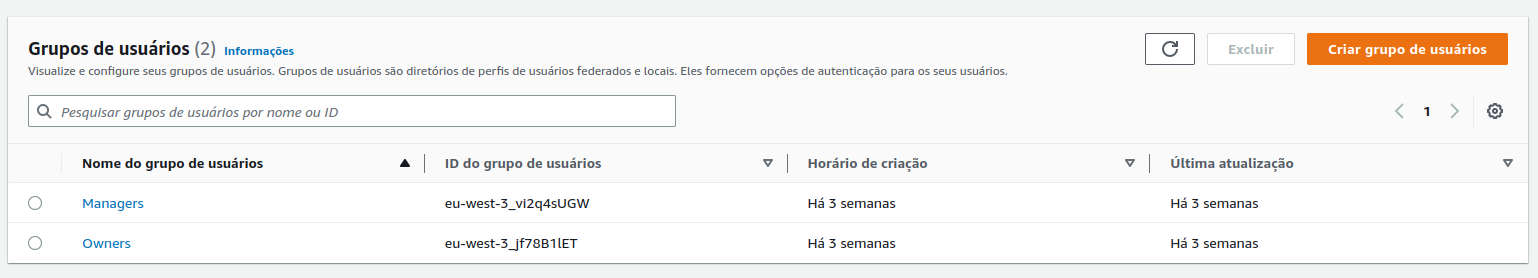 Grupos de usuários (2) Informações
Excluir
Criar grupo de usuários
Visualize e configure seus grupos de usuários. Grupos de usuários são diretórios de perfis de usuários federados e locais. Eles fornecem opções de autenticação para os seus usuários.
Pesquisar grupos de usuários por nome ou ID
1
Nome do grupo de usuários ID do grupo de usuários Horário de criação Última atualização
Managers eu-west-3_vi2q4sUGW Há 3 semanas Há 3 semanas
Owners eu-west-3_jf78B1lET Há 3 semanas Há 3 semanas